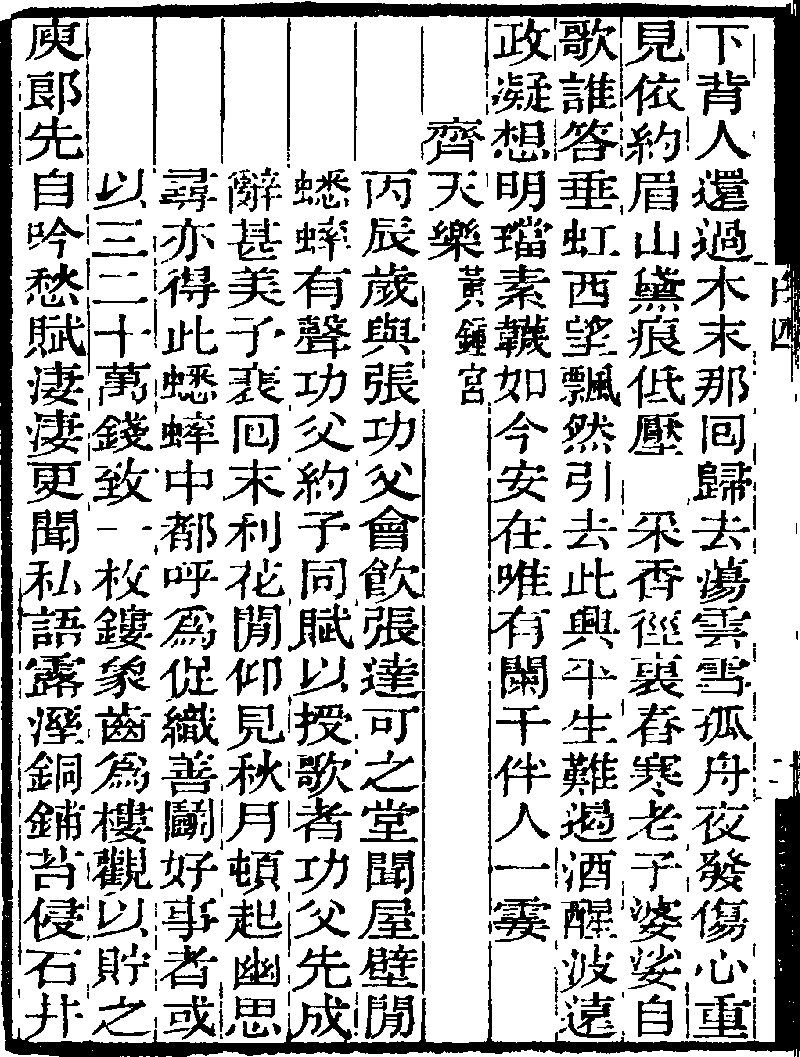 下背人還過木末那回歸去蕩雲雪孤舟夜發傷心重
見依約眉山黛痕低壓　采香徑裏春寒老子婆娑自
歌誰答垂虹西望飄然引去此興平生難遏酒醒波遠
政凝想明璫素襪如今安在唯有闌干伴人一霎
齊天樂　黃鍾宮
丙辰歲與張功父會飲張達可之堂聞屋壁閒
蟋蟀有聲功父約予同賦以授歌者功父先成
辭甚美予裵回末利花閒仰見秋月頓起幽思
尋亦得此蟋蟀中都呼爲促織善鬬好事者或
以三二十萬錢致一枚鏤象齒爲樓觀以貯之
庾郎先自吟愁賦淒淒更聞私語露溼銅鋪苔侵石井